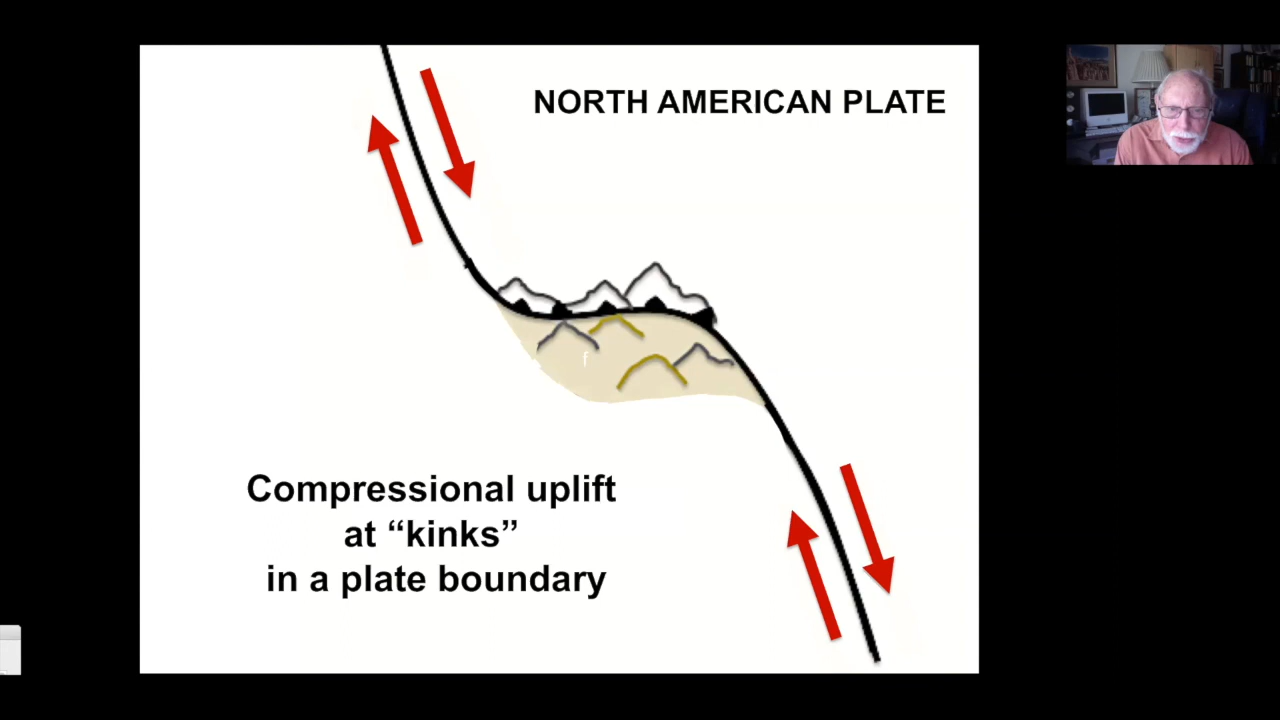 NORTH AMERICAN PLATE
f
Compressional uplift
at “kinks”
in a plate boundary